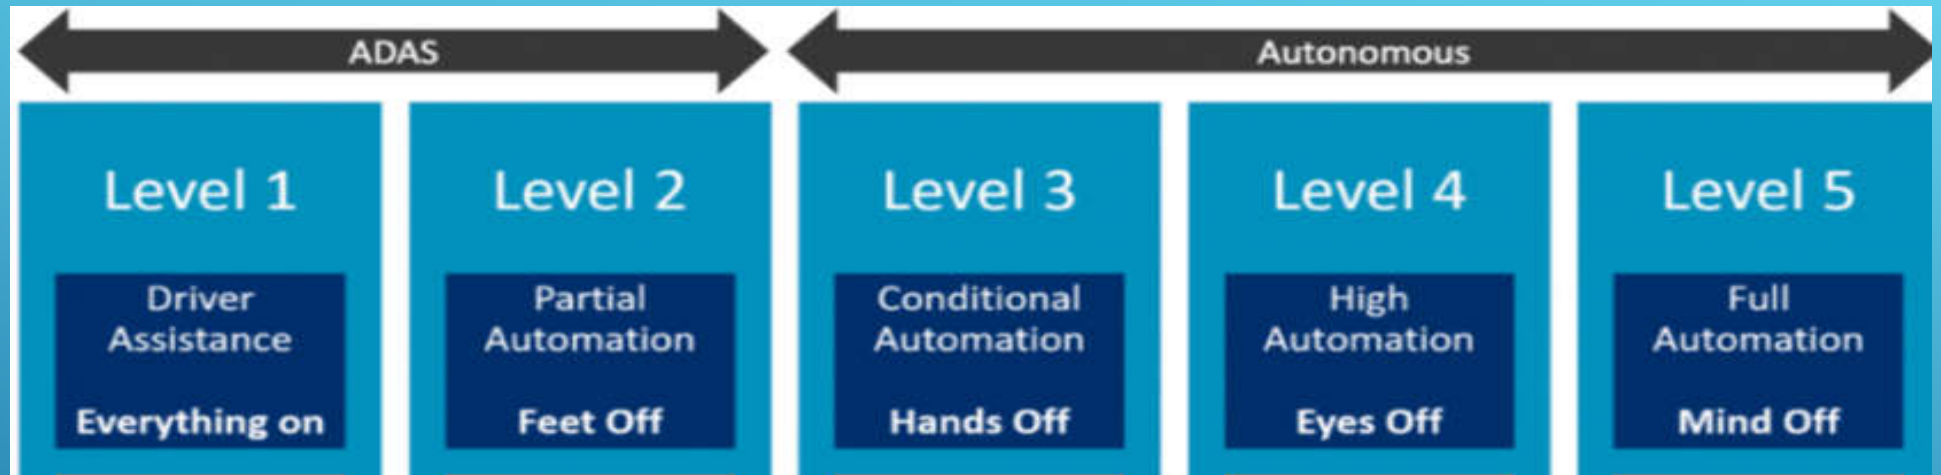 ADAS
Autonomous
Level 1
Driver
Assistance
Everything on
Level 2
Partial
Automation
Feet Off
Level 3
Conditional
Automation
Hands Off
Level 4
High
Automation
Eyes Off
Level 5
Full
Automation
Mind Off